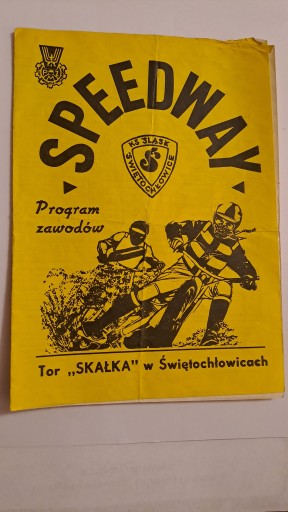 SPEEDWAY
KS ŚLĄSK
ŚWIĘTOCHŁOWICE
Program
zawodów
Tor „SKAŁKA" w Świętochłowicach